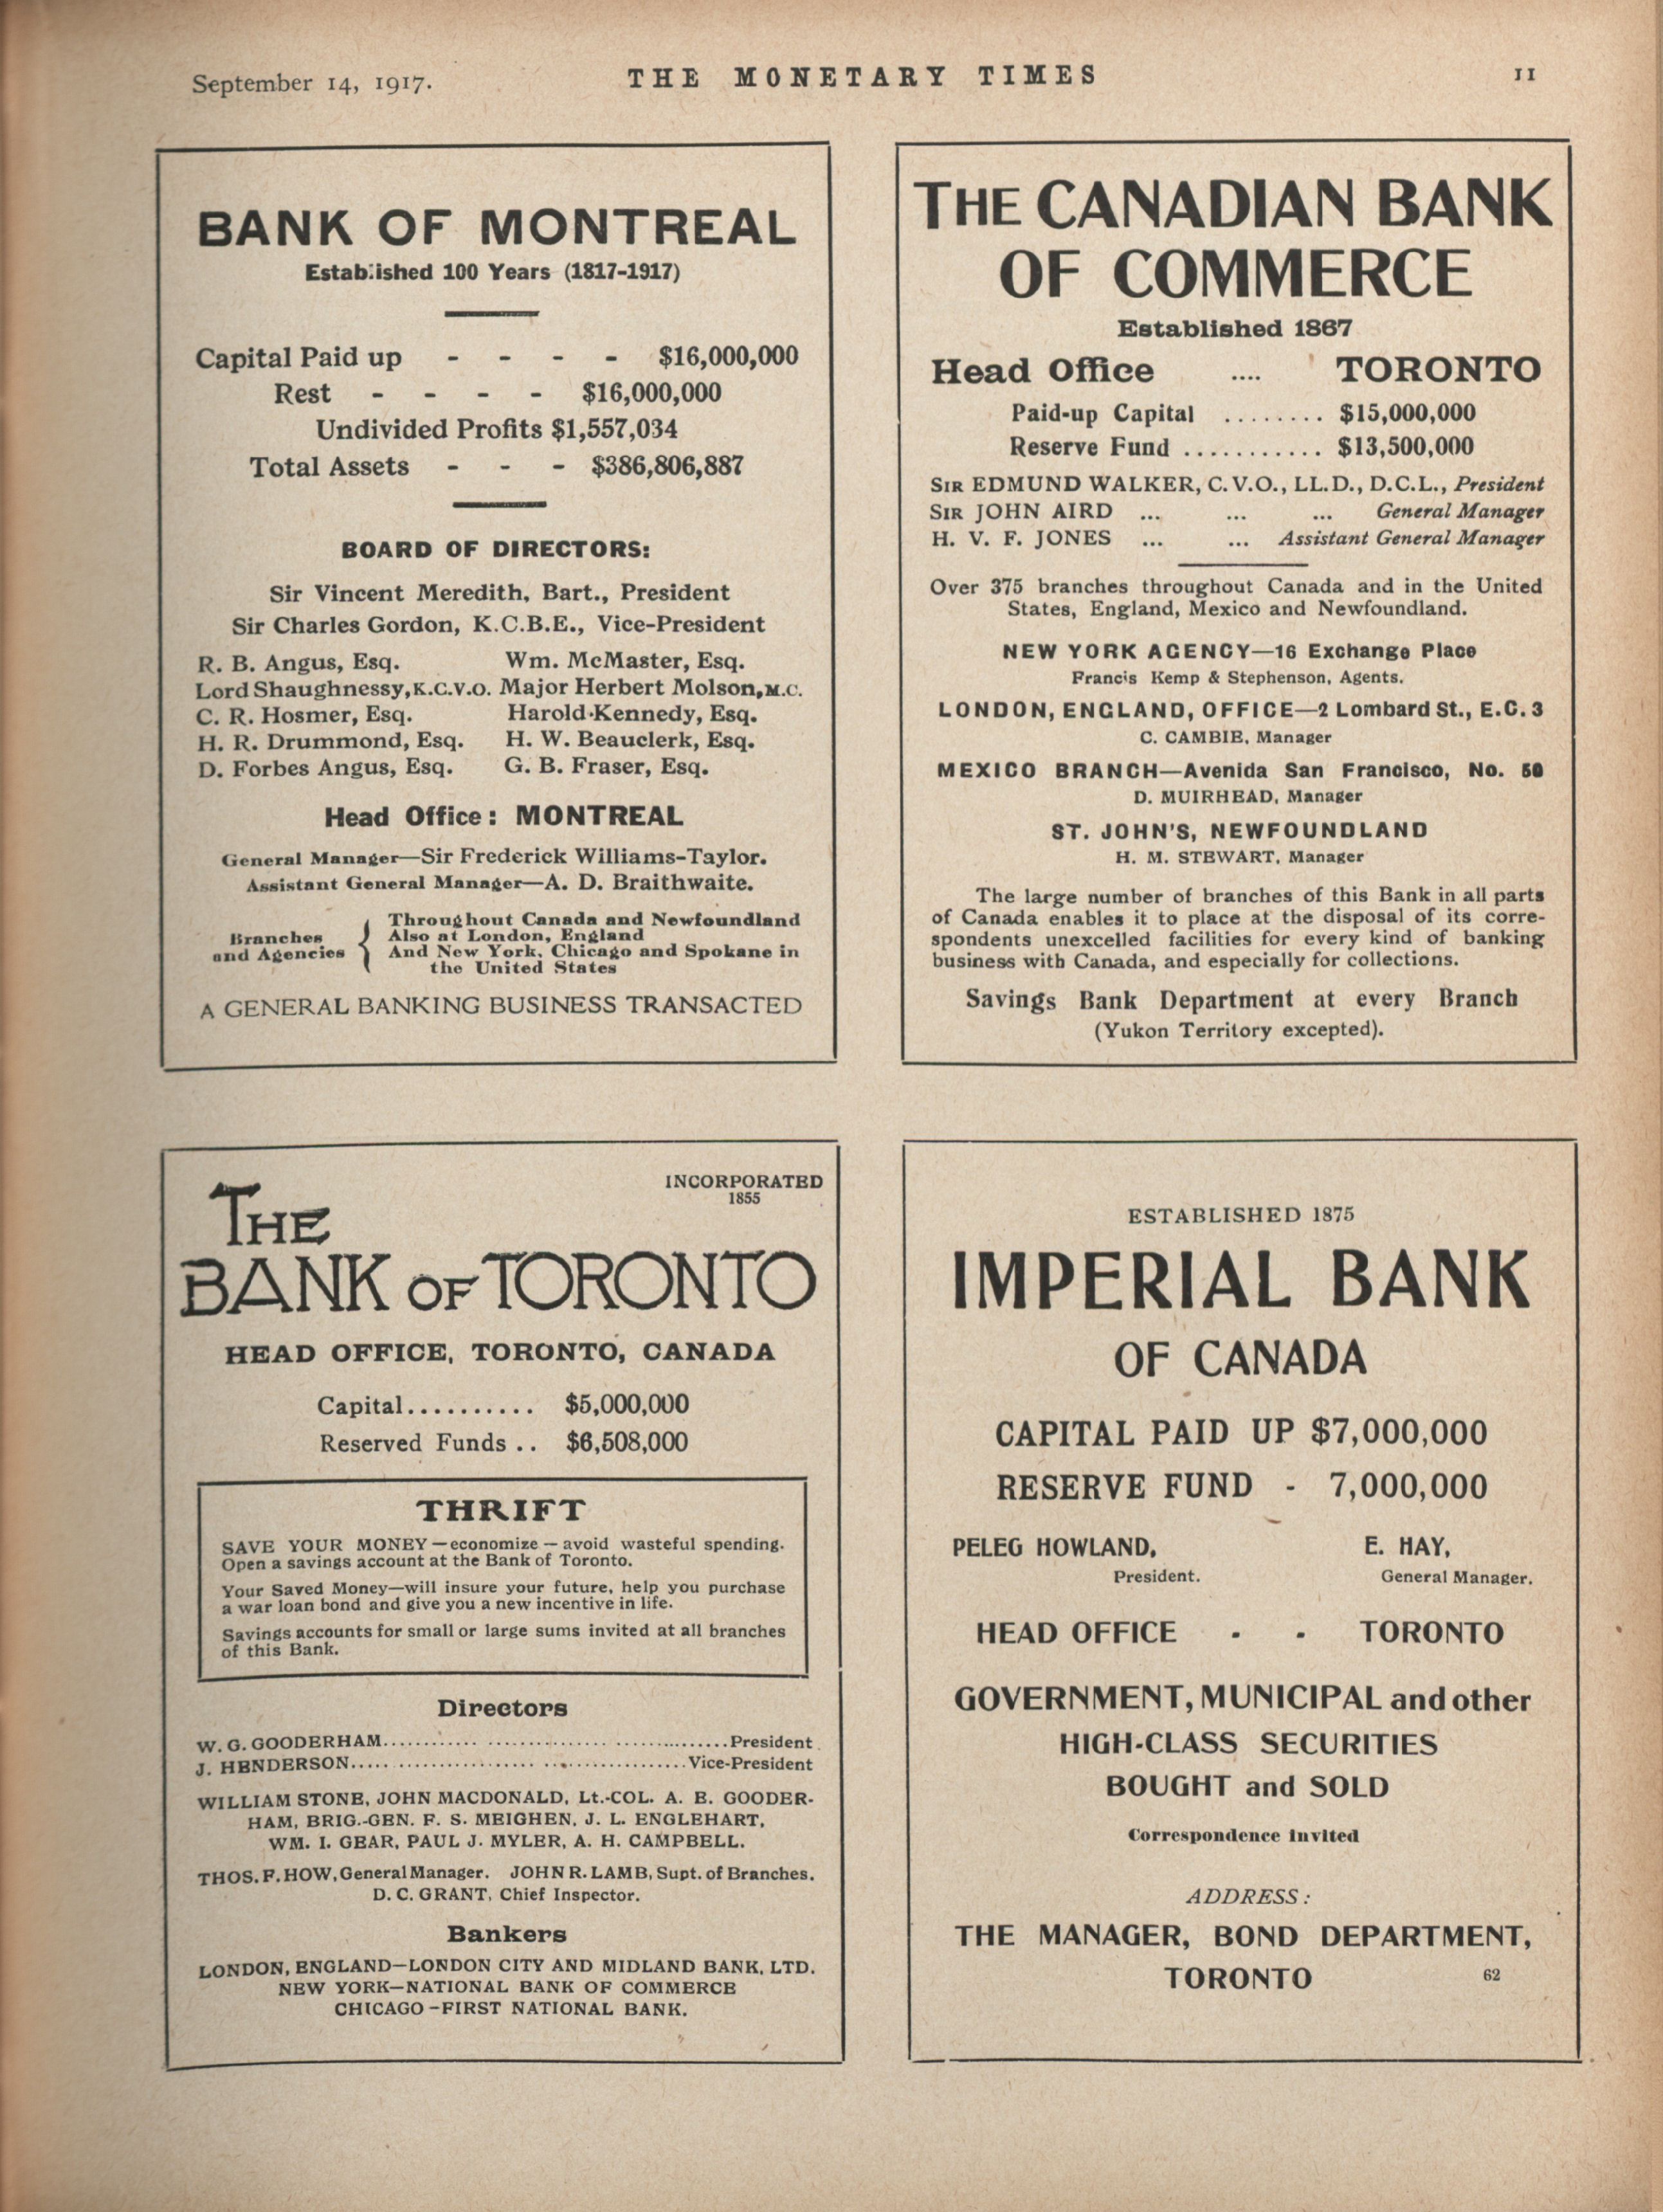 September 14, 1917.
THE MONETARY TIMES
11
BANK OF MONTREAL
Established 100 Years (1817-1917)
Capital Paid up - - - - $16,000,000
Rest - - - - $16,000,000
Undivided Profits $1,557,034
Total Assets - - - $386,806,887
BOARD OF DIRECTORS:
Sir Vincent Meredith, Bart., President
Sir Charles Gordon, K.C.B.E., Vice-President
R. B. Angus, Esq. Wm. McMaster, Esq.
Lord Shaughnessy, K.C.V.O. Major Herbert Molson, M.C.
C. R. Hosmer, Esq. Harold Kennedy, Esq.
H. R. Drummond, Esq. H. W. Beauclerk, Esq.
D. Forbes Angus, Esq. G. B. Fraser, Esq.
Head Office: MONTREAL
General Manager—Sir Frederick Williams-Taylor.
Assistant General Manager—A. D. Braithwaite.
Branches and Agencies { Throughout Canada and Newfoundland
Also at London, England
And New York, Chicago and Spokane in
the United States
A GENERAL BANKING BUSINESS TRANSACTED
THE CANADIAN BANK
OF COMMERCE
Established 1867
Head Office .... TORONTO
Paid-up Capital ........ $15,000,000
Reserve Fund ........... $13,500,000
SIR EDMUND WALKER, C.V.O., LL.D., D.C.L., President
SIR JOHN AIRD ... ... ... General Manager
H. V. F. JONES ... ... Assistant General Manager
Over 375 branches throughout Canada and in the United
States, England, Mexico and Newfoundland.
NEW YORK AGENCY—16 Exchange Place
Francis Kemp & Stephenson, Agents.
LONDON, ENGLAND, OFFICE—2 Lombard St., E.C. 3
C. CAMBIE, Manager
MEXICO BRANCH—Avenida San Francisco, No. 50
D. MUIRHEAD, Manager
ST. JOHN'S, NEWFOUNDLAND
H. M. STEWART, Manager
The large number of branches of this Bank in all parts
of Canada enables it to place at the disposal of its corre-
spondents unexcelled facilities for every kind of banking
business with Canada, and especially for collections.
Savings Bank Department at every Branch
(Yukon Territory excepted).
INCORPORATED
1855
THE
BANK OF TORONTO
HEAD OFFICE, TORONTO, CANADA
Capital.......... $5,000,000
Reserved Funds .. $6,508,000
THRIFT
SAVE YOUR MONEY — economize — avoid wasteful spending.
Open a savings account at the Bank of Toronto.
Your Saved Money—will insure your future, help you purchase
a war loan bond and give you a new incentive in life.
Savings accounts for small or large sums invited at all branches
of this Bank.
Directors
W. G. GOODERHAM.......... President
J. HENDERSON.......... Vice-President
WILLIAM STONE, JOHN MACDONALD, Lt.-COL. A. E. GOODER-
HAM, BRIG.-GEN. F. S. MEIGHEN, J. L. ENGLEHART,
WM. I. GEAR, PAUL J. MYLER, A. H. CAMPBELL.
THOS. F. HOW, General Manager. JOHN R. LAMB, Supt. of Branches.
D. C. GRANT, Chief Inspector.
Bankers
LONDON, ENGLAND—LONDON CITY AND MIDLAND BANK, LTD.
NEW YORK—NATIONAL BANK OF COMMERCE
CHICAGO—FIRST NATIONAL BANK.
ESTABLISHED 1875
IMPERIAL BANK
OF CANADA
CAPITAL PAID UP $7,000,000
RESERVE FUND - 7,000,000
PELEG HOWLAND, E. HAY,
President. General Manager.
HEAD OFFICE - - TORONTO
GOVERNMENT, MUNICIPAL and other
HIGH-CLASS SECURITIES
BOUGHT and SOLD
Correspondence Invited
ADDRESS:
THE MANAGER, BOND DEPARTMENT,
TORONTO 62